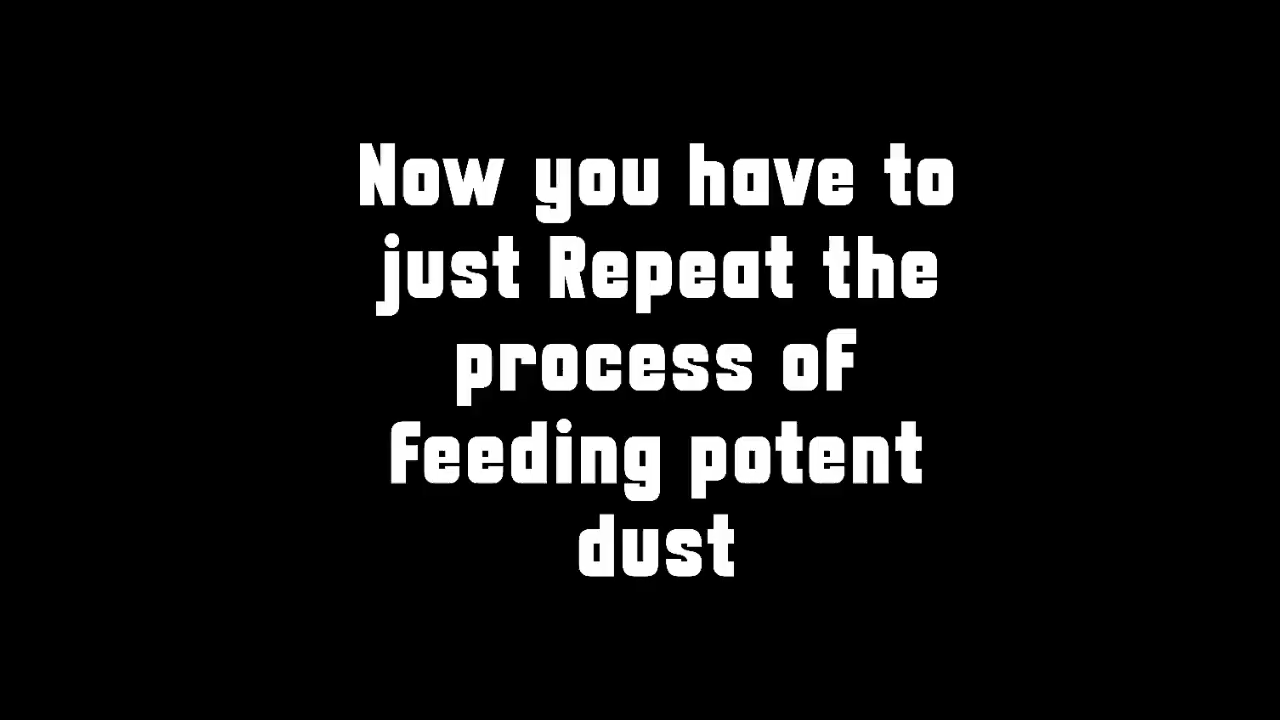 Now you have to
just Repeat the
process of
feeding potent
dust